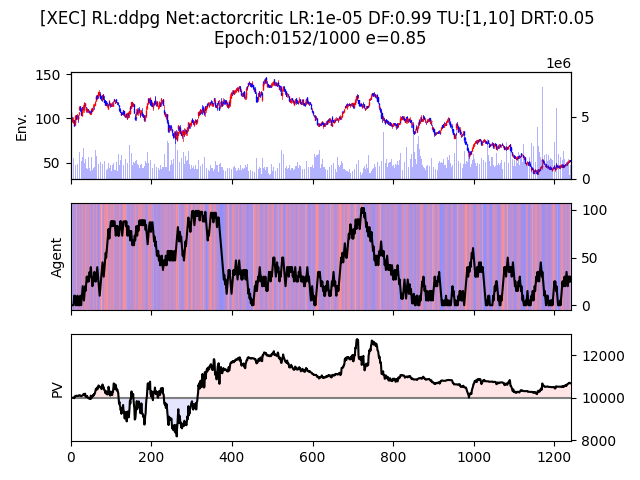 [XEC] RL:ddpg Net:actorcritic LR:1e-05 DF:0.99 TU:[1,10] DRT:0.05
Epoch:0152/1000 e=0.85
1e6
150
100
50
Env.
5
0
Agent
100
50
0
PV
12000
10000
8000
0 200 400 600 800 1000 1200